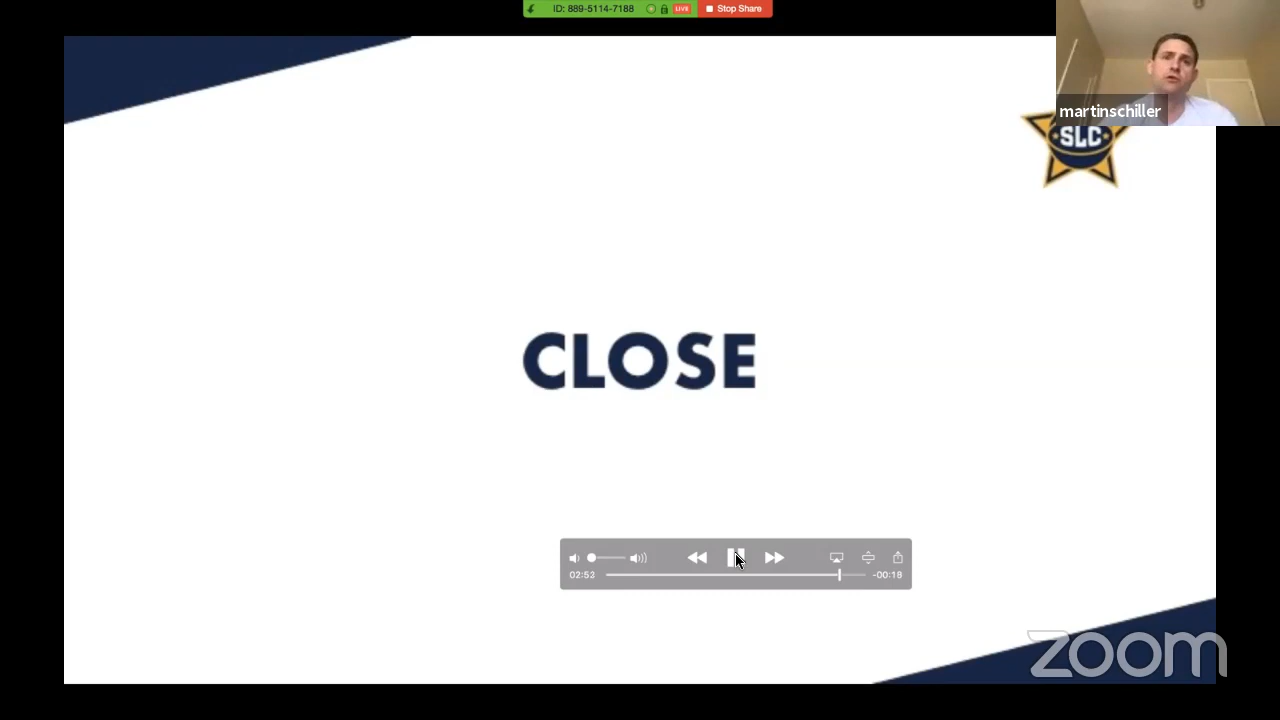 ID: 889-5114-7188
LIVE
Stop Share
martinschiller
SLC
CLOSE
02:53
-00:18
zoom